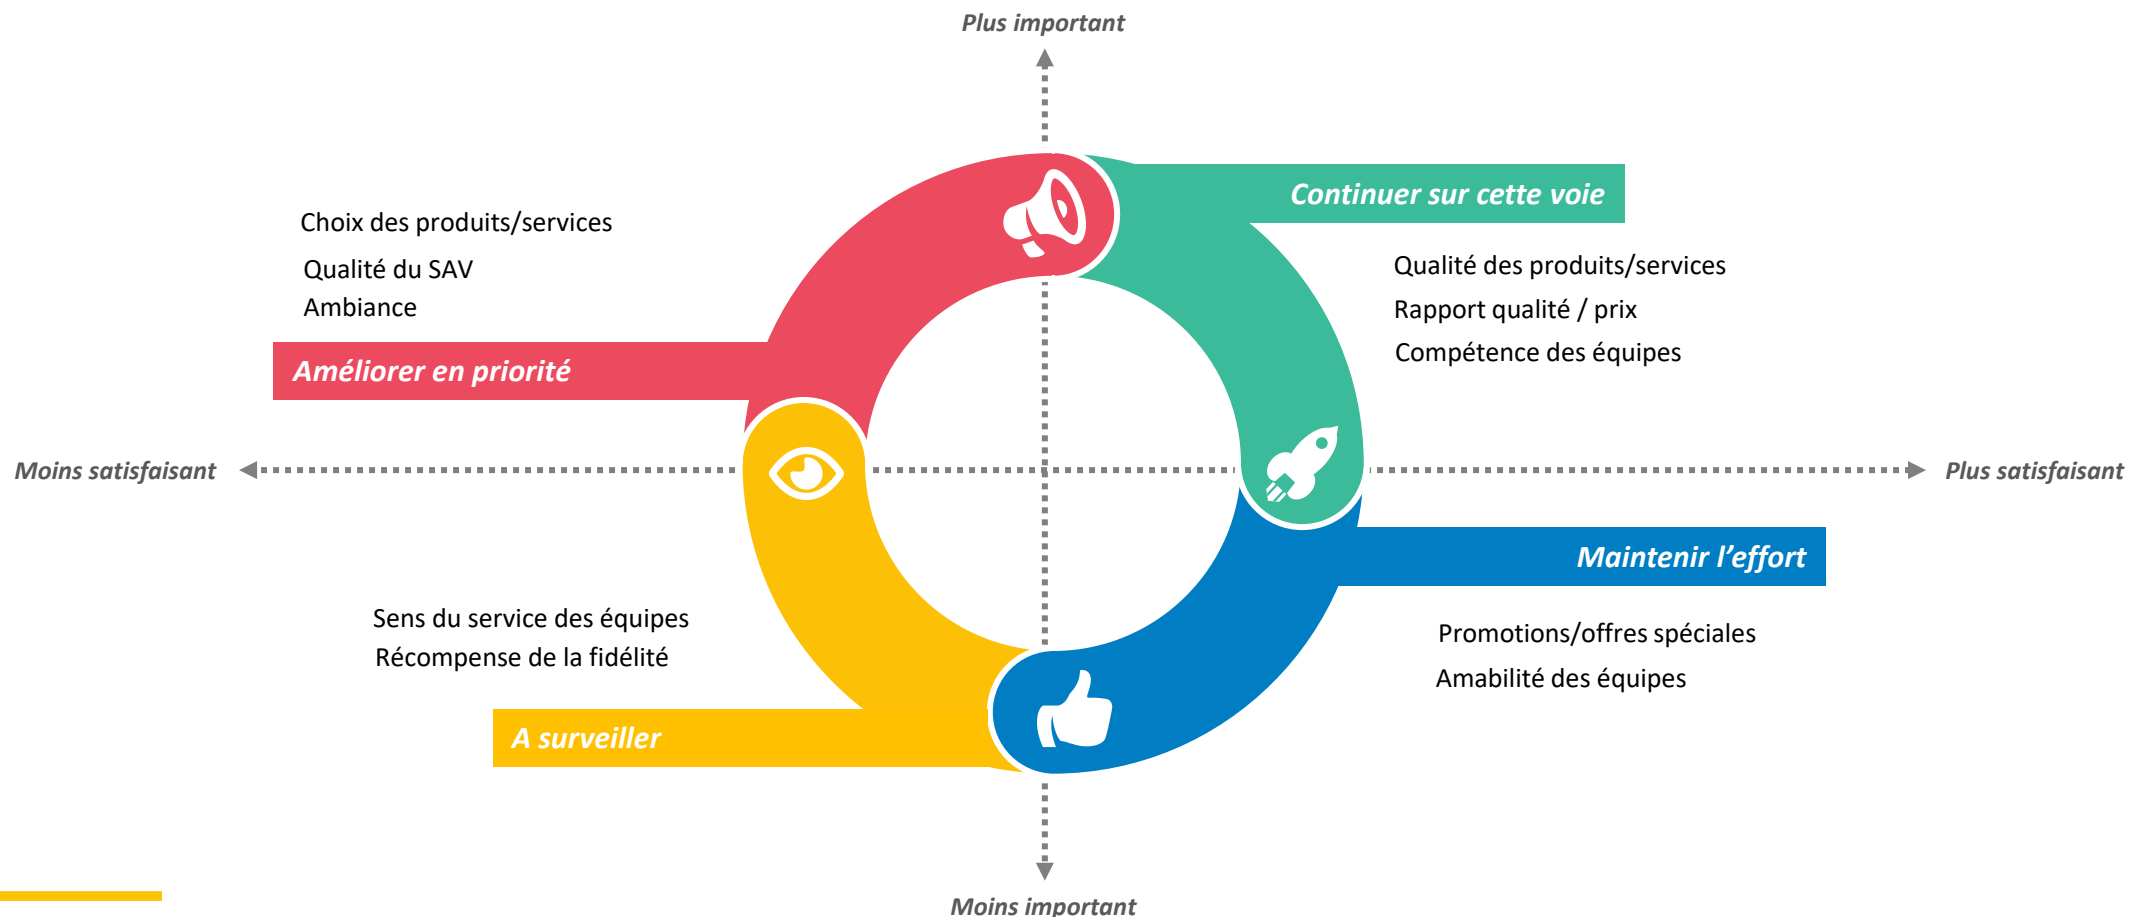 Plus important
Continuer sur cette voie
Choix des produits/services
Qualité du SAV
Ambiance
Améliorer en priorité
Qualité des produits/services
Rapport qualité / prix
Compétence des équipes
Moins satisfaisant
Plus satisfaisant
Maintenir l’effort
Sens du service des équipes
Récompense de la fidélité
A surveiller
Promotions/offres spéciales
Amabilité des équipes
Moins important